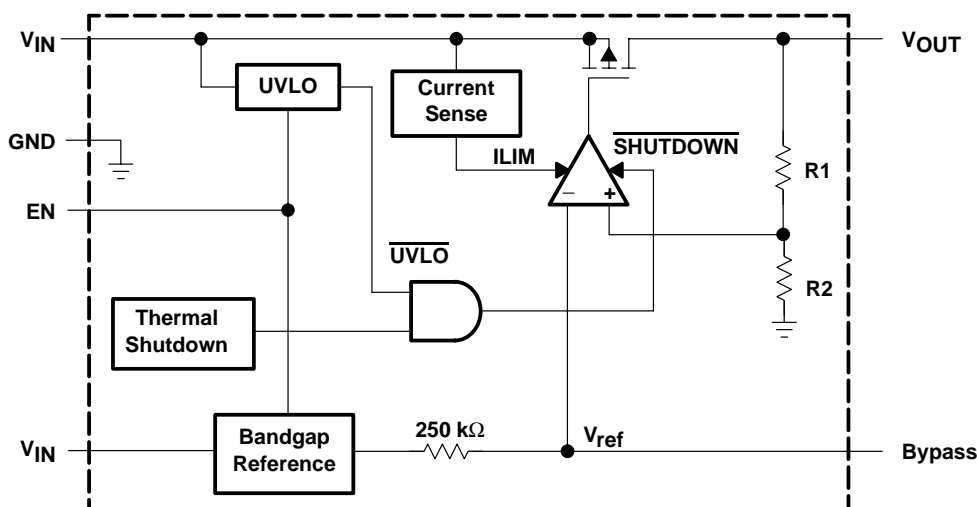 VIN
VOUT
UVLO
Current
Sense
SHUTDOWN
GND
ILIM
R1
− +
EN
UVLO
R2
Thermal
Shutdown
250 kΩ
Vref
VIN
Bandgap
Reference
Bypass